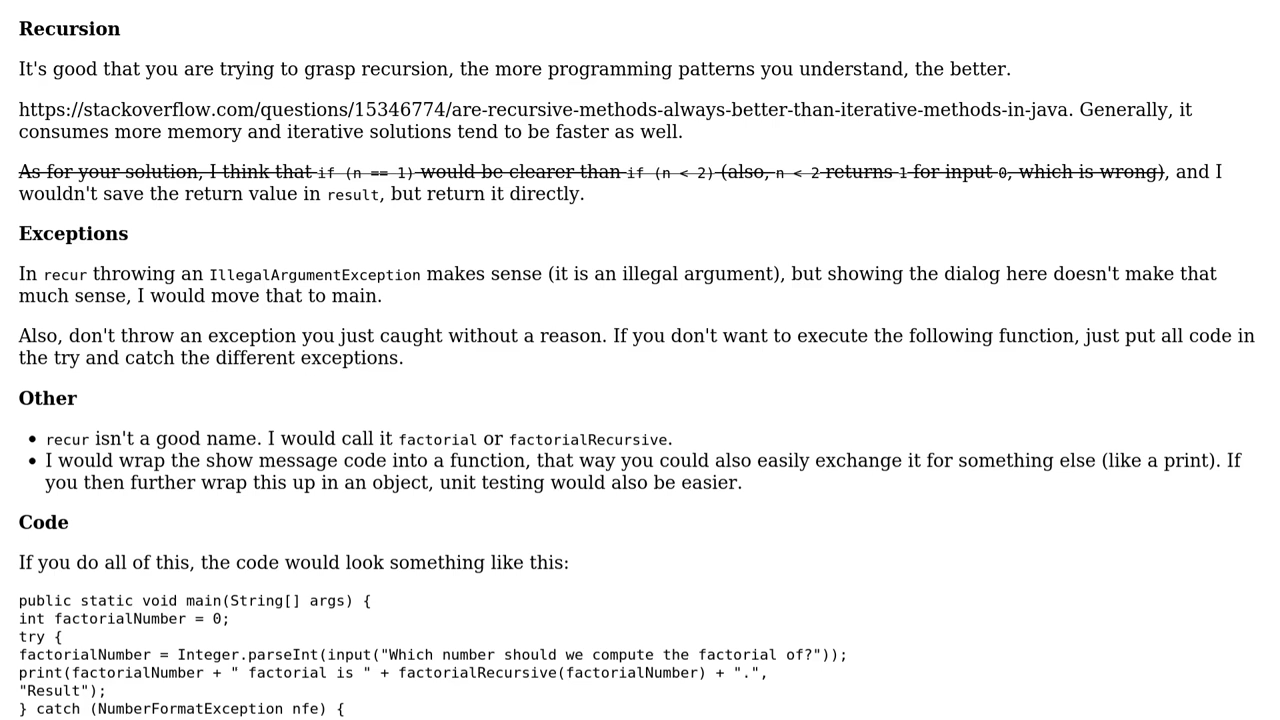 Recursion
It's good that you are trying to grasp recursion, the more programming patterns you understand, the better.
https://stackoverflow.com/questions/15346774/are-recursive-methods-always-better-than-iterative-methods-in-java. Generally, it
consumes more memory and iterative solutions tend to be faster as well.
As for your solution, I think that if (n == 1) would be clearer than if (n < 2) (also, n < 2 returns 1 for input 0, which is wrong), and I
wouldn't save the return value in result, but return it directly.
Exceptions
In recur throwing an IllegalArgumentException makes sense (it is an illegal argument), but showing the dialog here doesn't make that
much sense, I would move that to main.
Also, don't throw an exception you just caught without a reason. If you don't want to execute the following function, just put all code in
the try and catch the different exceptions.
Other
• recur isn't a good name. I would call it factorial or factorialRecursive.
• I would wrap the show message code into a function, that way you could also easily exchange it for something else (like a print). If
you then further wrap this up in an object, unit testing would also be easier.
Code
If you do all of this, the code would look something like this:
public static void main(String[] args) {
int factorialNumber = 0;
try {
factorialNumber = Integer.parseInt(input("Which number should we compute the factorial of?"));
print(factorialNumber + " factorial is " + factorialRecursive(factorialNumber) + ".",
"Result");
} catch (NumberFormatException nfe) {